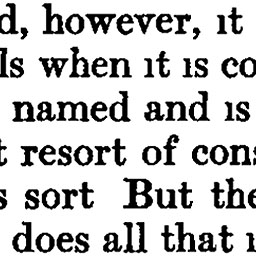 d, however, it
ls when it is co
named and is
t resort of cons
s sort But the
does all that i